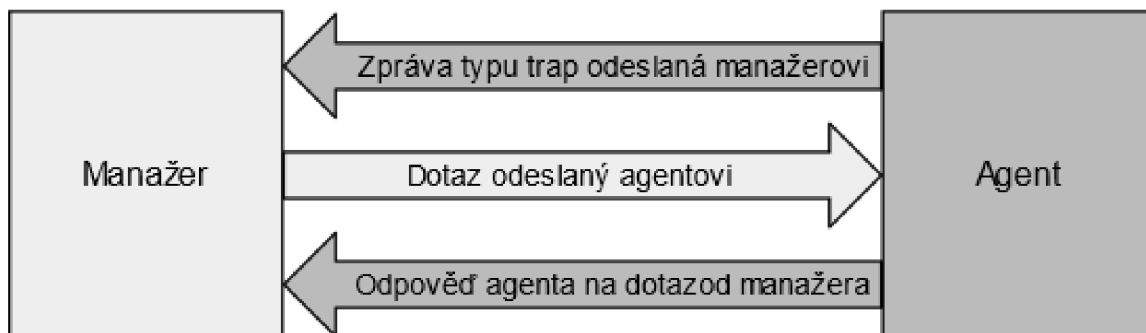 Zpráva typu trap odeslaná manažerovi
Manažer
Dotaz odeslaný agentovi
Agent
Odpověď agenta na dotazod manažera